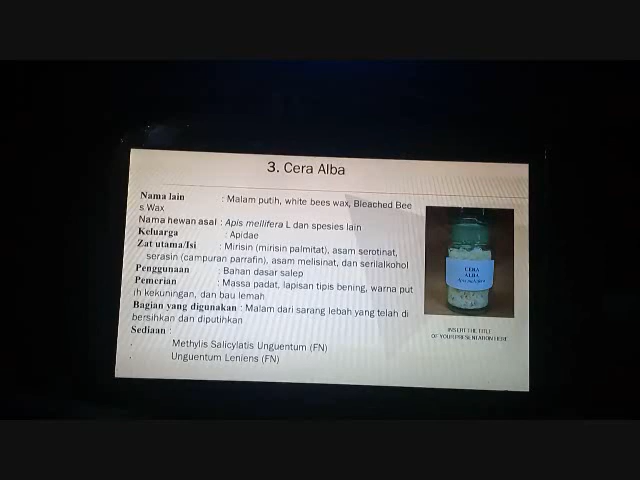 3. Cera Alba
Nama lain : Malam putih, white bees wax, Bleached Bee
s Wax
Nama hewan asal : Apis mellifera L dan spesies lain
Keluarga : Apidae
Zat utama/Isi : Mirisin (mirisin palmitat), asam serotinat,
serasin (campuran parrafin), asam melisinat, dan serilalkohol
Penggunaan : Bahan dasar salep
Pemerian : Massa padat, lapisan tipis bening, warna put
ih kekuningan, dan bau lemah
Bagian yang digunakan : Malam dari sarang lebah yang telah di
bersihkan dan diputihkan
Sediaan :
. Methylis Salicylatis Unguentum (FN)
. Unguentum Leniens (FN)
CERA
ALBA
INSERT THE TITLE
OF YOUR PRESENTATION HERE